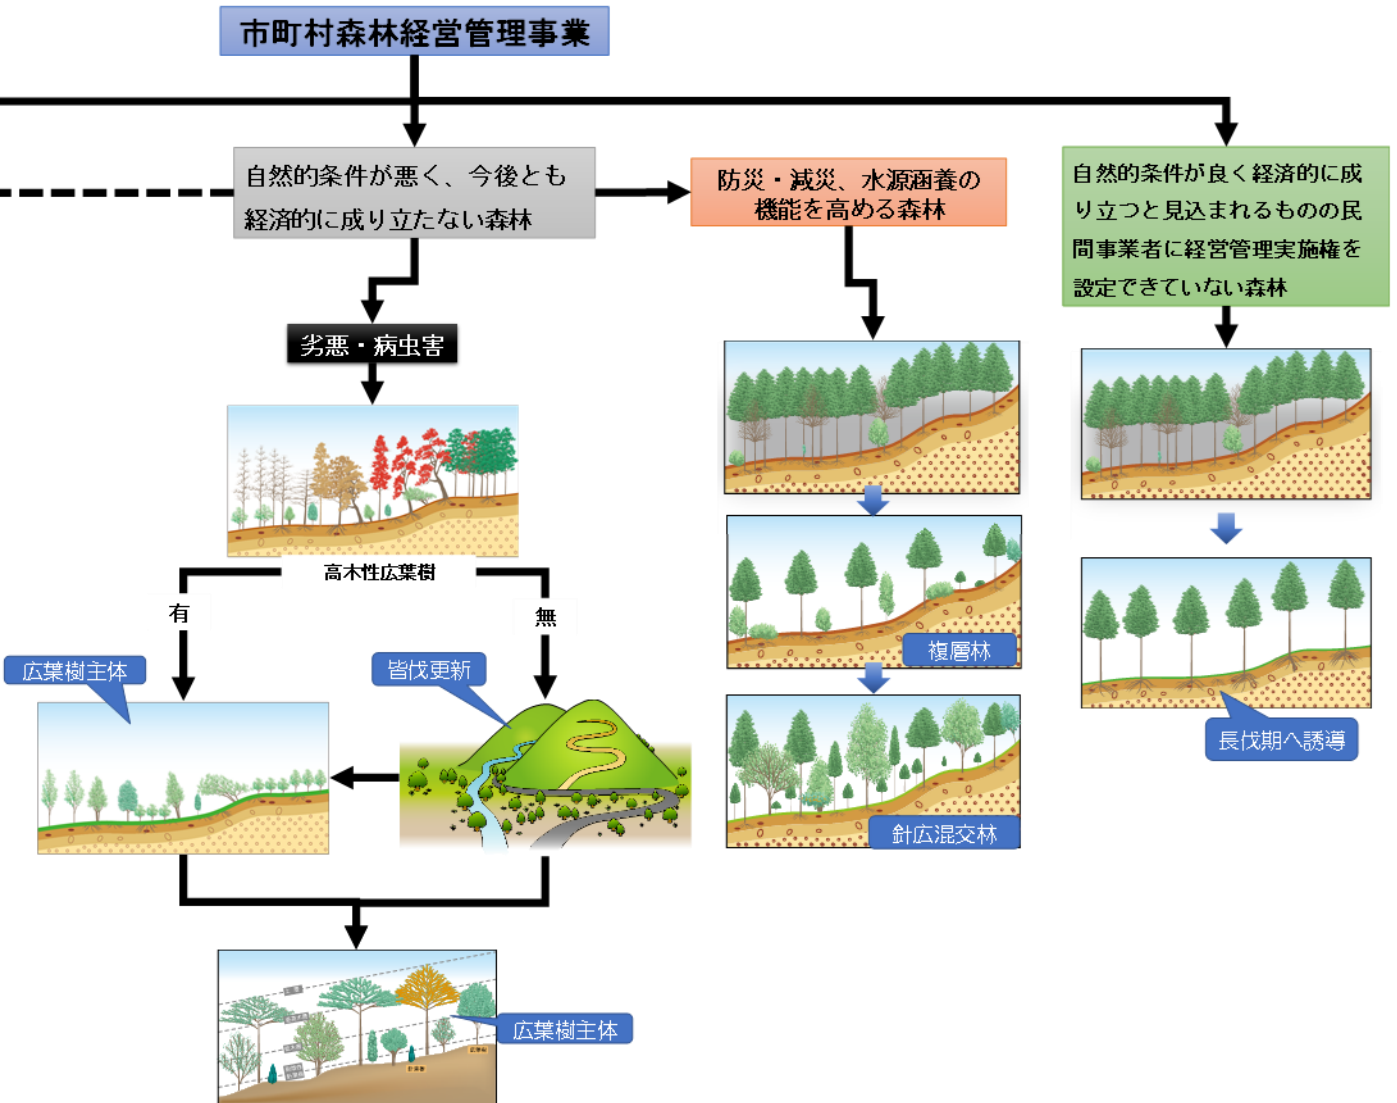 市町村森林経営管理事業
自然的条件が悪く、今後とも
経済的に成り立たない森林
防災・減災、水源涵養の
機能を高める森林
自然的条件が良く経済的に成
り立つと見込まれるものの民
間事業者に経営管理実施権を
設定できていない森林
劣悪・病虫害
高木性広葉樹
有
無
広葉樹主体
皆伐更新
複層林
長伐期へ誘導
針広混交林
広葉樹主体